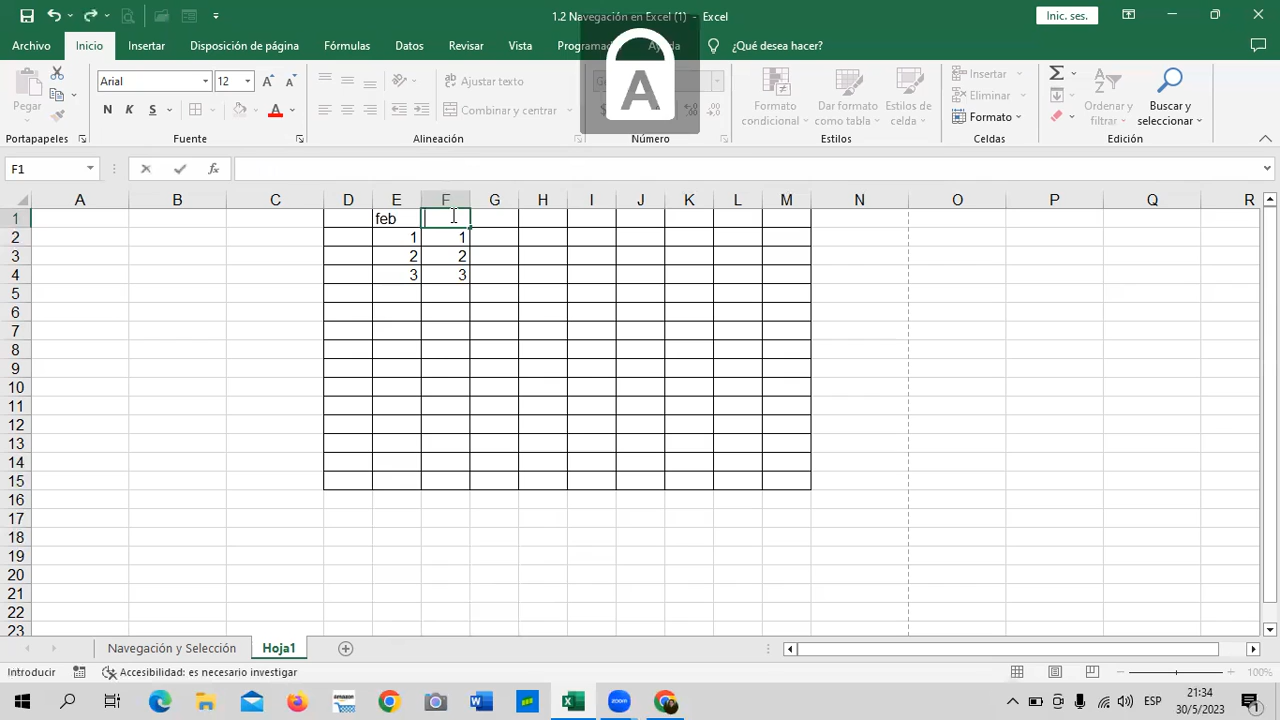 1.2 Navegación en Excel (1) - Excel
Inic. ses.
Archivo Inicio Insertar Disposición de página Fórmulas Datos Revisar Vista Ayuda ¿Qué desea hacer?
A
Pegar
Arial 12
N K S
Ajustar texto
Combinar y centrar
Formato condicional
Dar formato como tabla
Estilos de celda
Insertar
Eliminar
Formato
Ordenar y filtrar
Buscar y seleccionar
Portapapeles Fuente Alineación Número Estilos Celdas Edición
F1
fx
A B C D E F G H I J K L M N O P Q R
1 feb
2 1 1
3 2 2
4 3 3
5
6
7
8
9
10
11
12
13
14
15
16
17
18
19
20
21
22
23
Navegación y Selección Hoja1
Introducir Accesibilidad: es necesario investigar 100%
zoom
ESP
21:34
30/5/2023